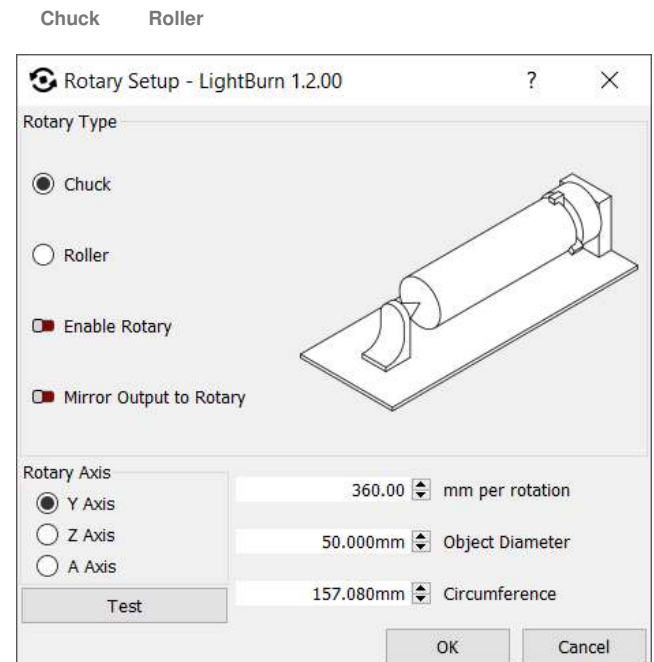 Chuck Roller
Rotary Setup - LightBurn 1.2.00 ?
Rotary Type
Chuck
Roller
Enable Rotary
Mirror Output to Rotary
Rotary Axis
Y Axis
Z Axis
A Axis
Test
360.00 mm per rotation
50.000mm Object Diameter
157.080mm Circumference
OK Cancel